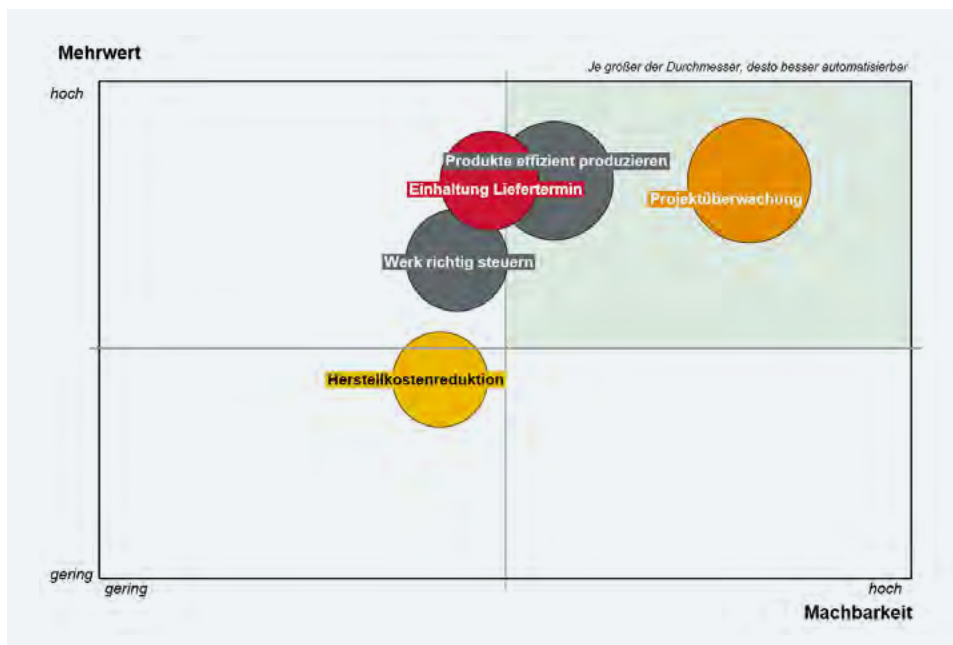 Mehrwert
Je großer der Durchmesser, desto besser automatisierbar
hoch
Produkte effizient produzieren
Einhaltung Liefertermin
Projektüberwachung
Werk richtig steuern
Herstellkostenreduktion
gering
gering
hoch
Machbarkeit